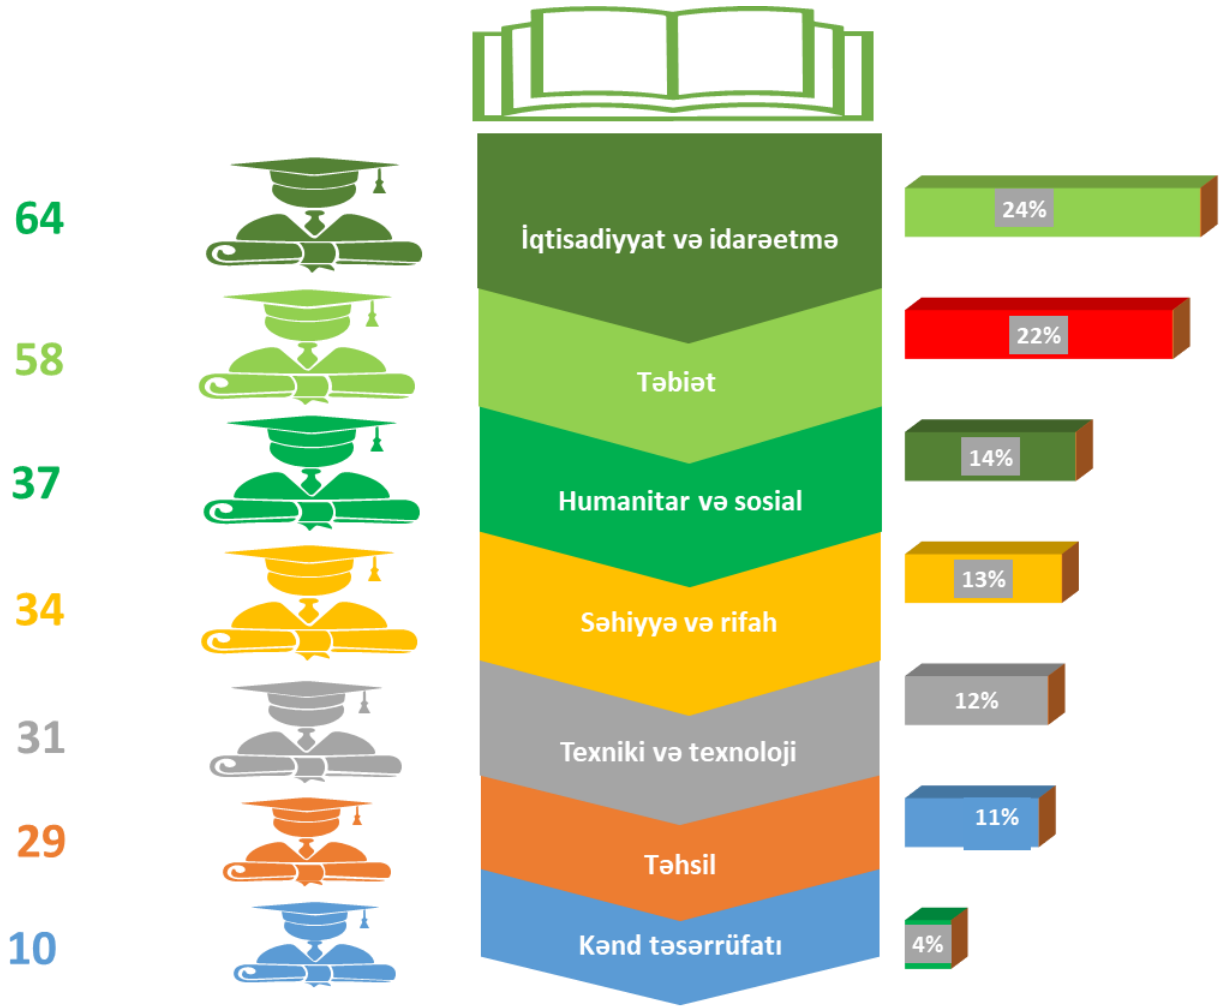 64
İqtisadiyyat və idarəetmə
24%
58
Təbiət
22%
37
Humanitar və sosial
14%
34
Səhiyyə və rifah
13%
31
Texniki və texnoloji
12%
29
Təhsil
11%
10
Kənd təsərrüfatı
4%